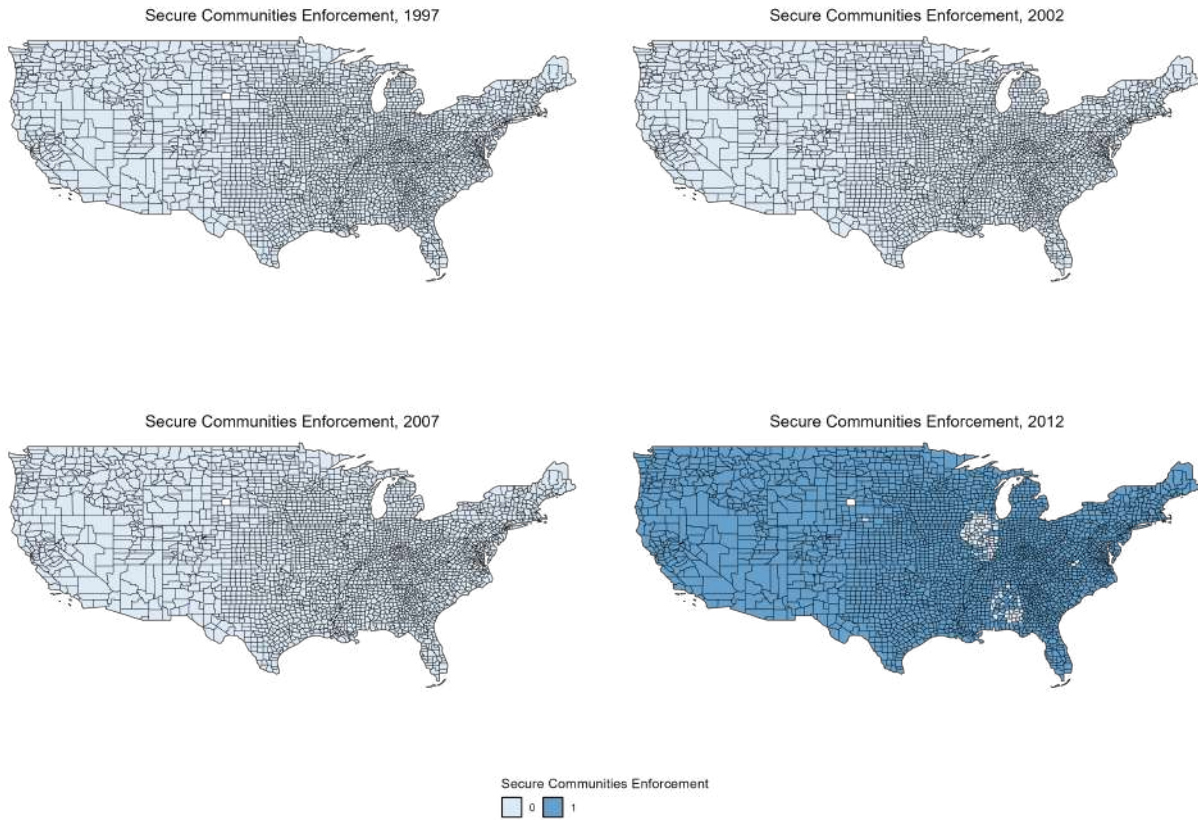 Secure Communities Enforcement, 1997
Secure Communities Enforcement, 2002
Secure Communities Enforcement, 2007
Secure Communities Enforcement, 2012
Secure Communities Enforcement
0 1